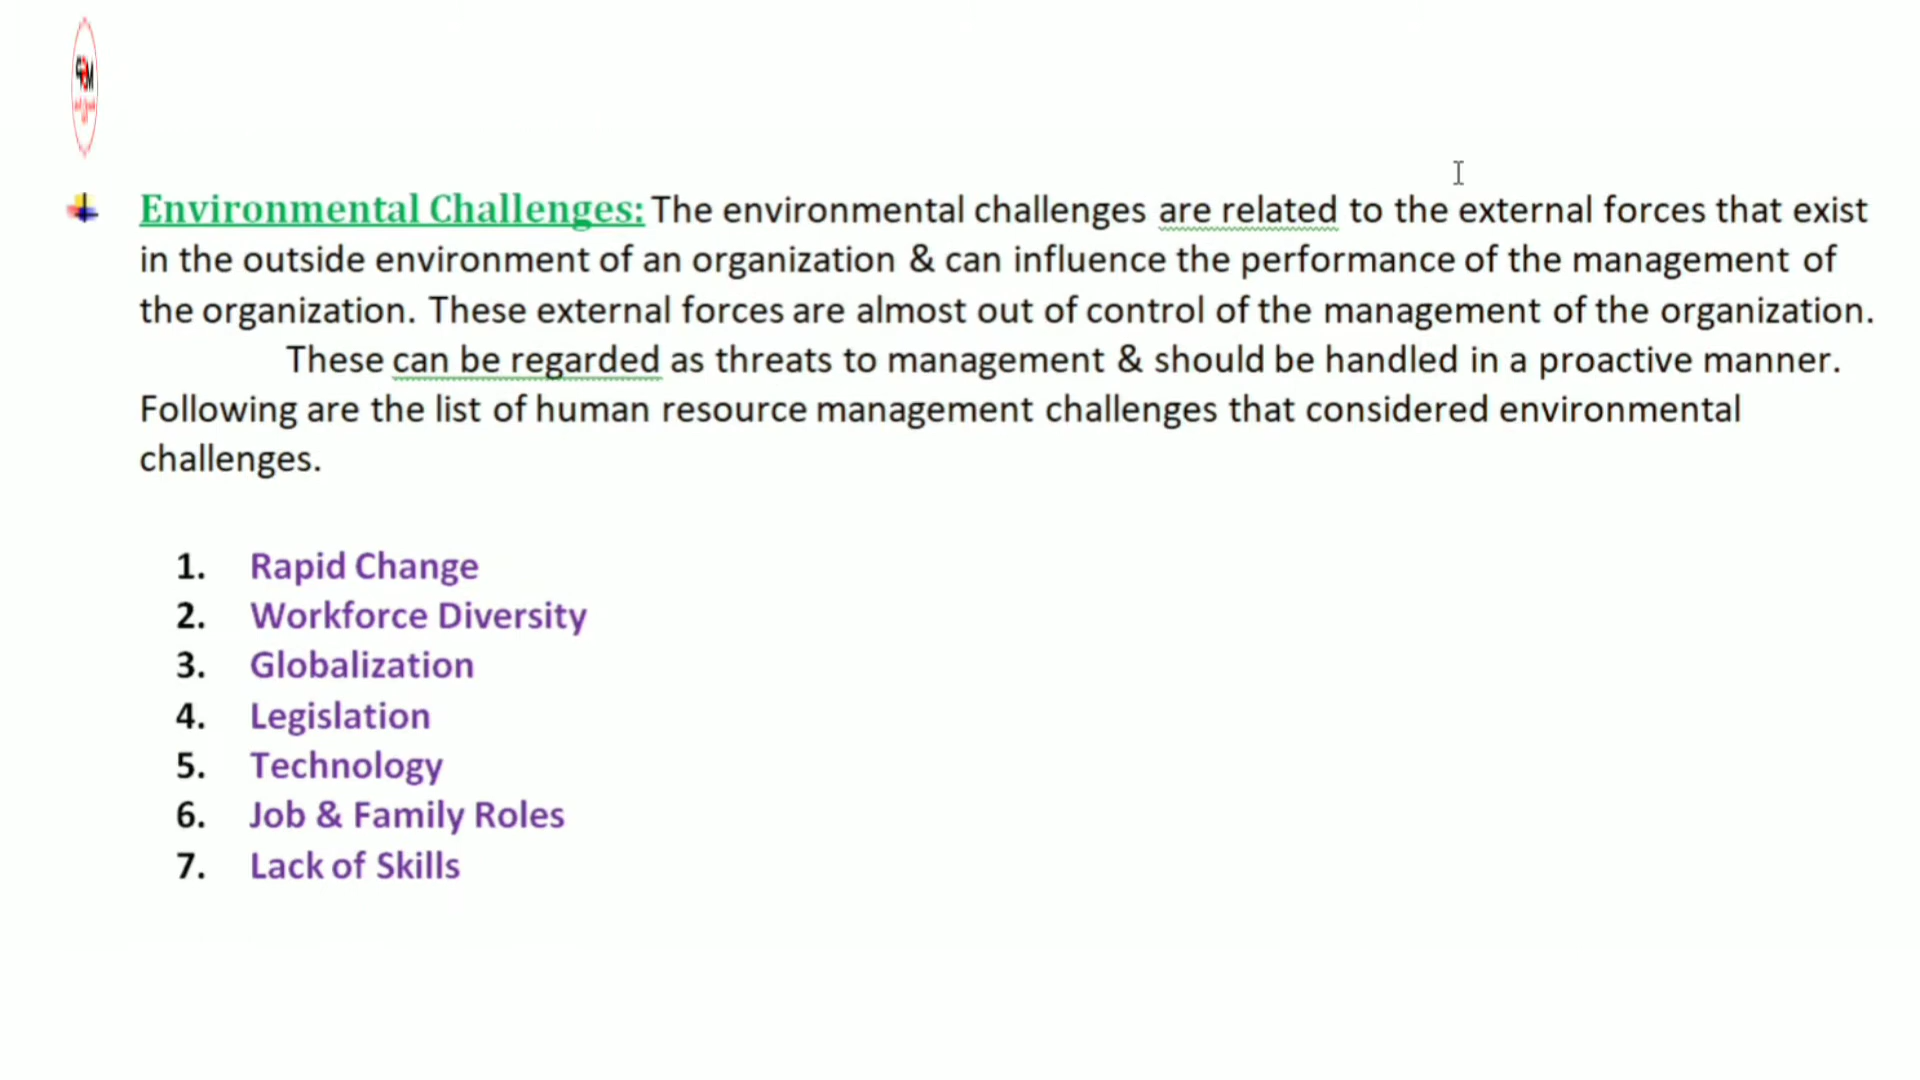 Environmental Challenges: The environmental challenges are related to the external forces that exist
in the outside environment of an organization & can influence the performance of the management of
the organization. These external forces are almost out of control of the management of the organization.
These can be regarded as threats to management & should be handled in a proactive manner.
Following are the list of human resource management challenges that considered environmental
challenges.
1. Rapid Change
2. Workforce Diversity
3. Globalization
4. Legislation
5. Technology
6. Job & Family Roles
7. Lack of Skills